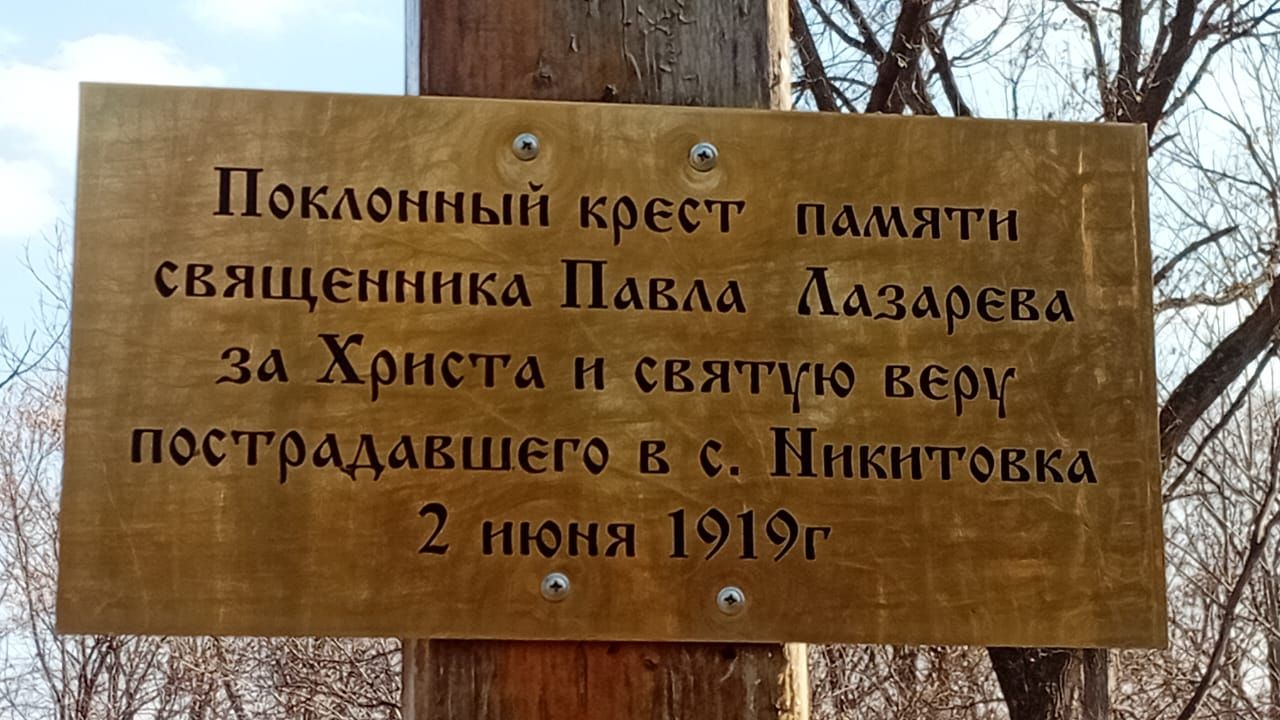 Поклонный крест памяти
священника Павла Лазарева
за Христа и святую веру
пострадавшего в с. Никитовка
2 июня 1919г